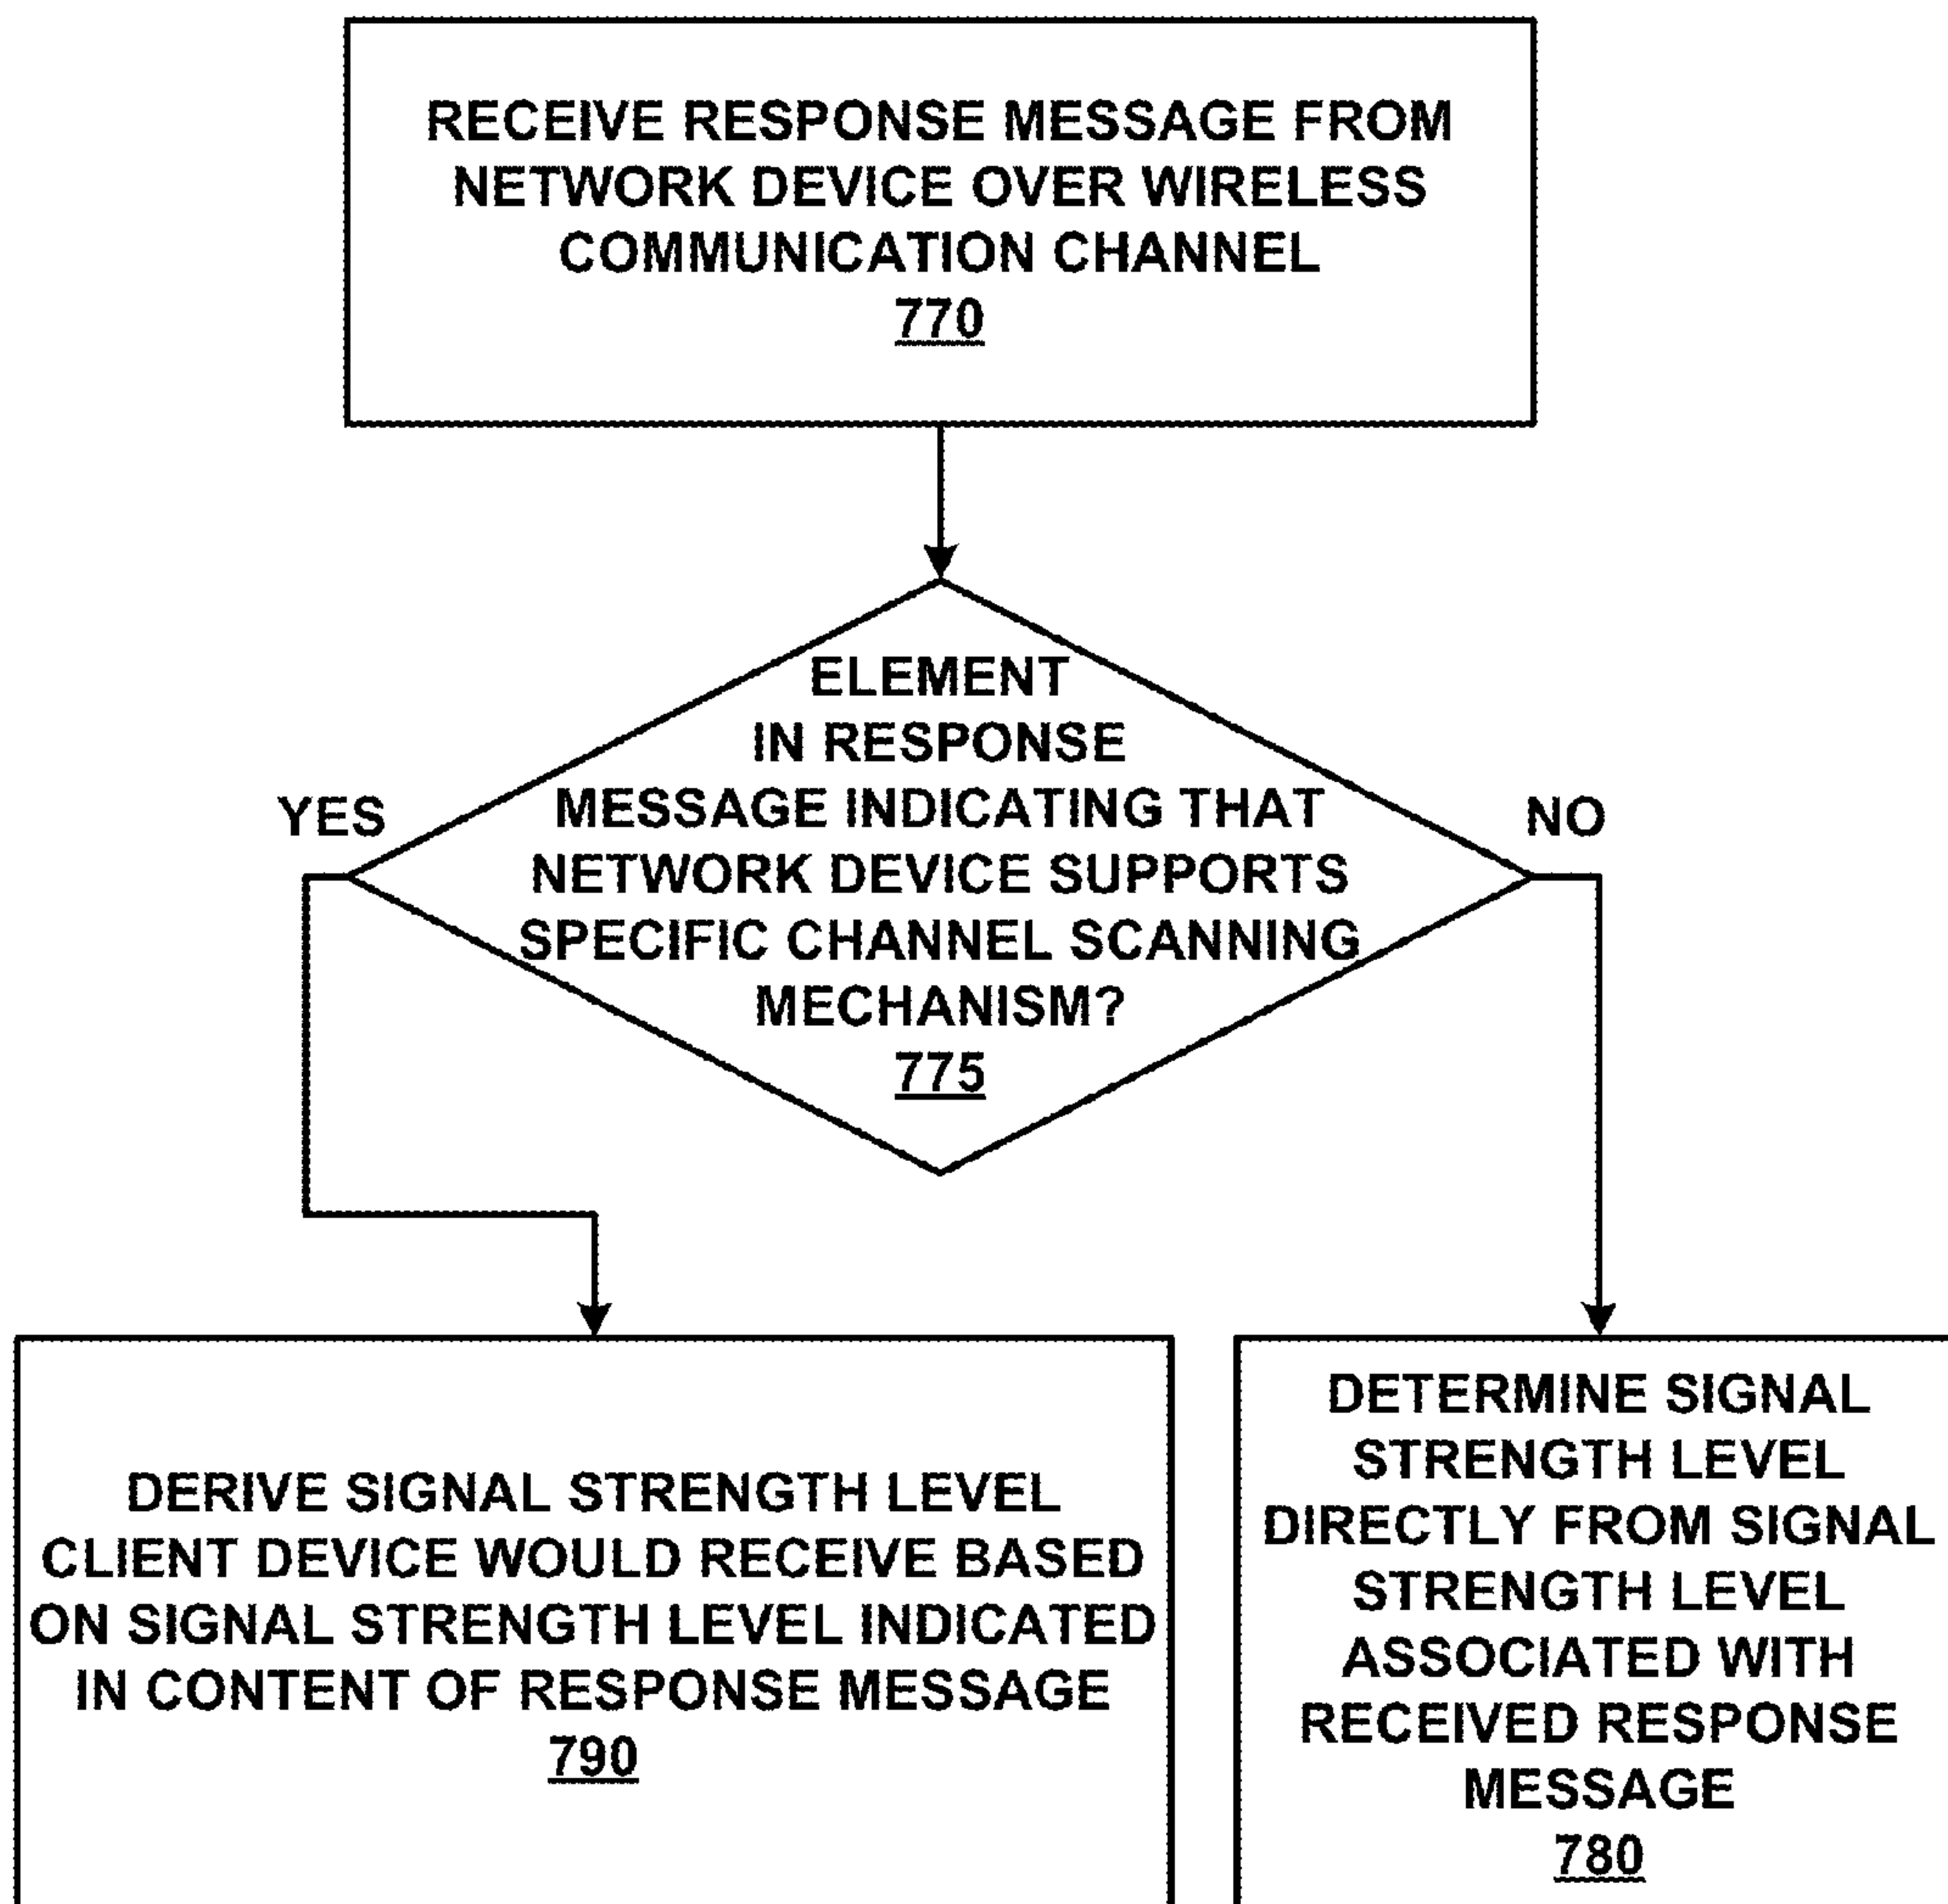 RECEIVE RESPONSE MESSAGE FROM
NETWORK DEVICE OVER WIRELESS
COMMUNICATION CHANNEL
770
ELEMENT
IN RESPONSE
MESSAGE INDICATING THAT
NETWORK DEVICE SUPPORTS
SPECIFIC CHANNEL SCANNING
MECHANISM?
775
YES
NO
DERIVE SIGNAL STRENGTH LEVEL
CLIENT DEVICE WOULD RECEIVE BASED
ON SIGNAL STRENGTH LEVEL INDICATED
IN CONTENT OF RESPONSE MESSAGE
790
DETERMINE SIGNAL
STRENGTH LEVEL
DIRECTLY FROM SIGNAL
STRENGTH LEVEL
ASSOCIATED WITH
RECEIVED RESPONSE
MESSAGE
780